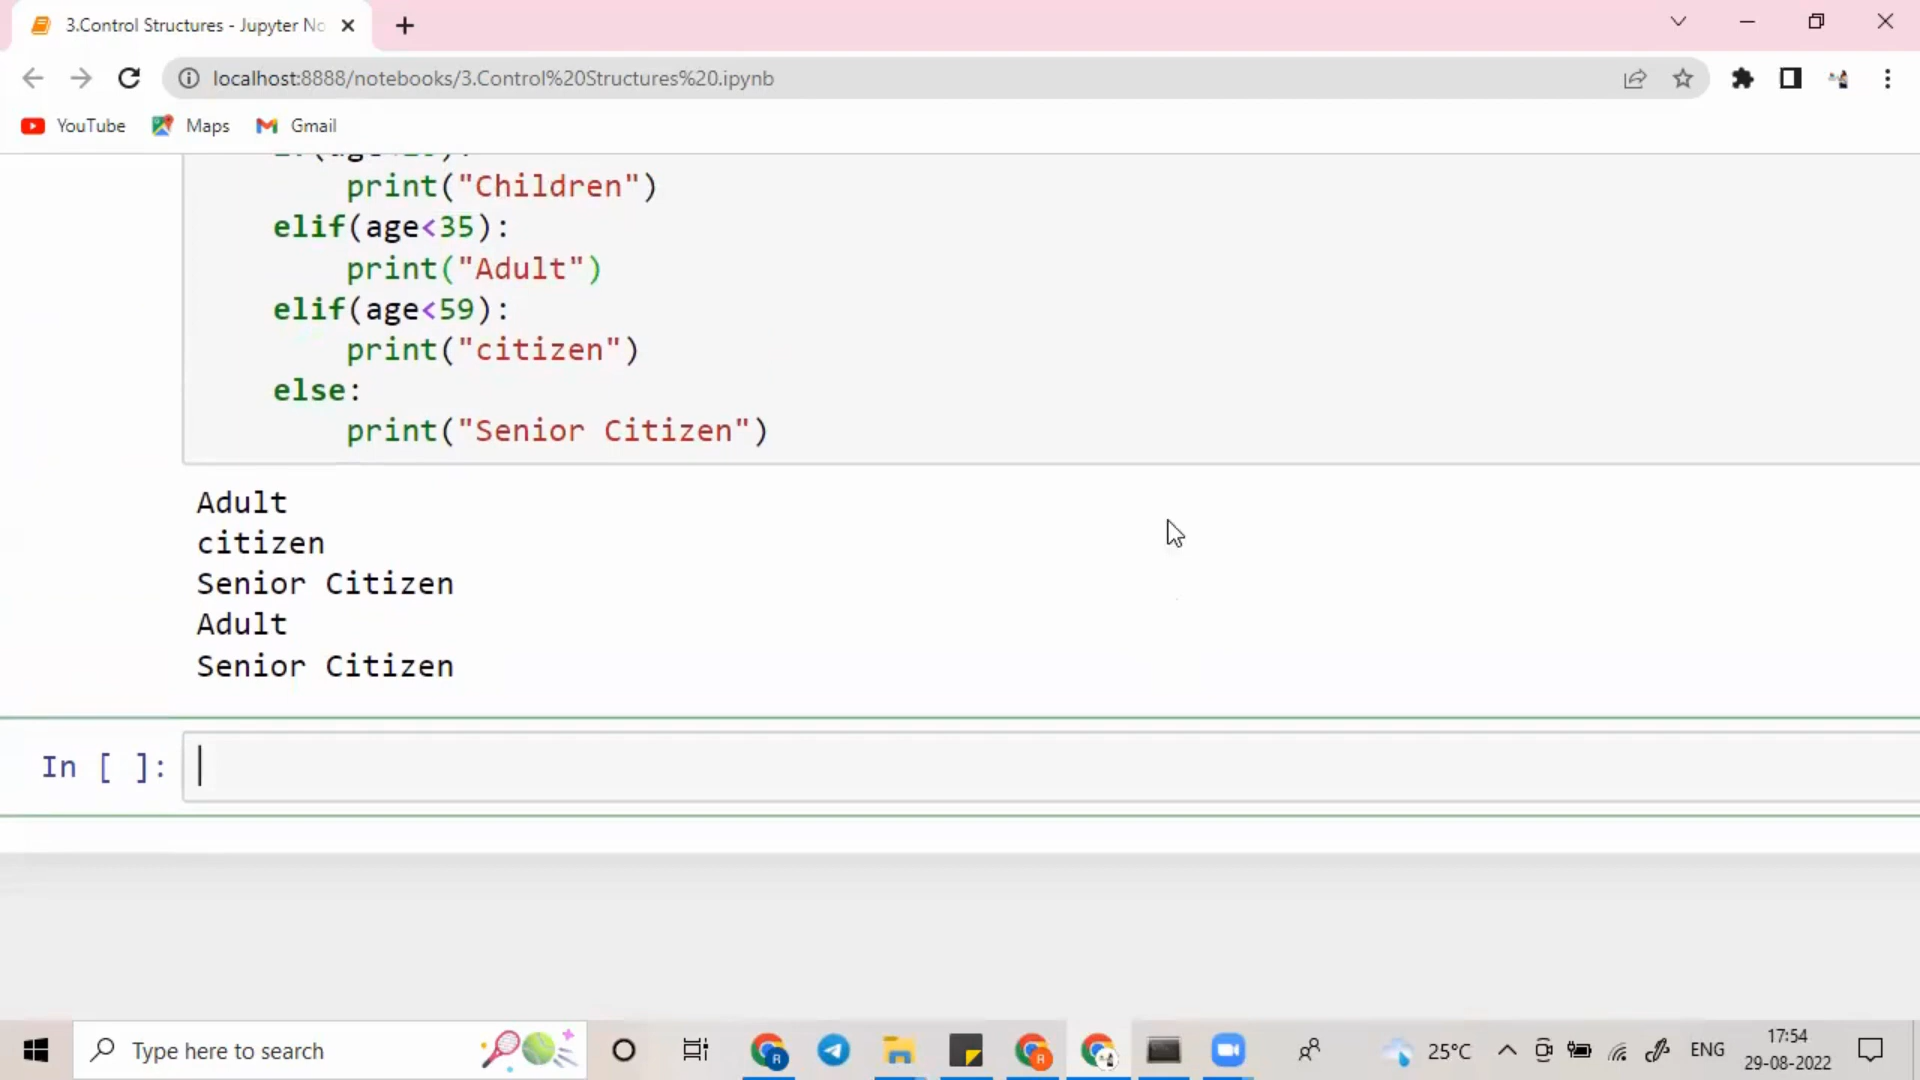 3.Control Structures - Jupyter No
localhost:8888/notebooks/3.Control%20Structures%20.ipynb
YouTube Maps Gmail
print("Children")
elif(age<35):
print("Adult")
elif(age<59):
print("citizen")
else:
print("Senior Citizen")
Adult
citizen
Senior Citizen
Adult
Senior Citizen
In [ ]:
Type here to search
25°C
ENG
17:54
29-08-2022